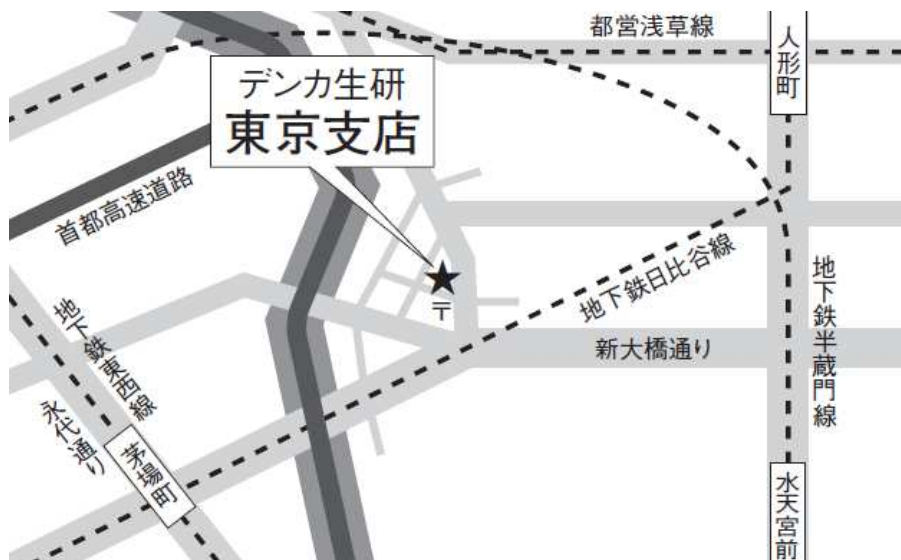 都営浅草線
人形町
デンカ生研
東京支店
首都高速道路
地下鉄日比谷線
地下鉄半蔵門線
〒
新大橋通り
地下鉄東西線
永代通り
茅場町
水天宮前